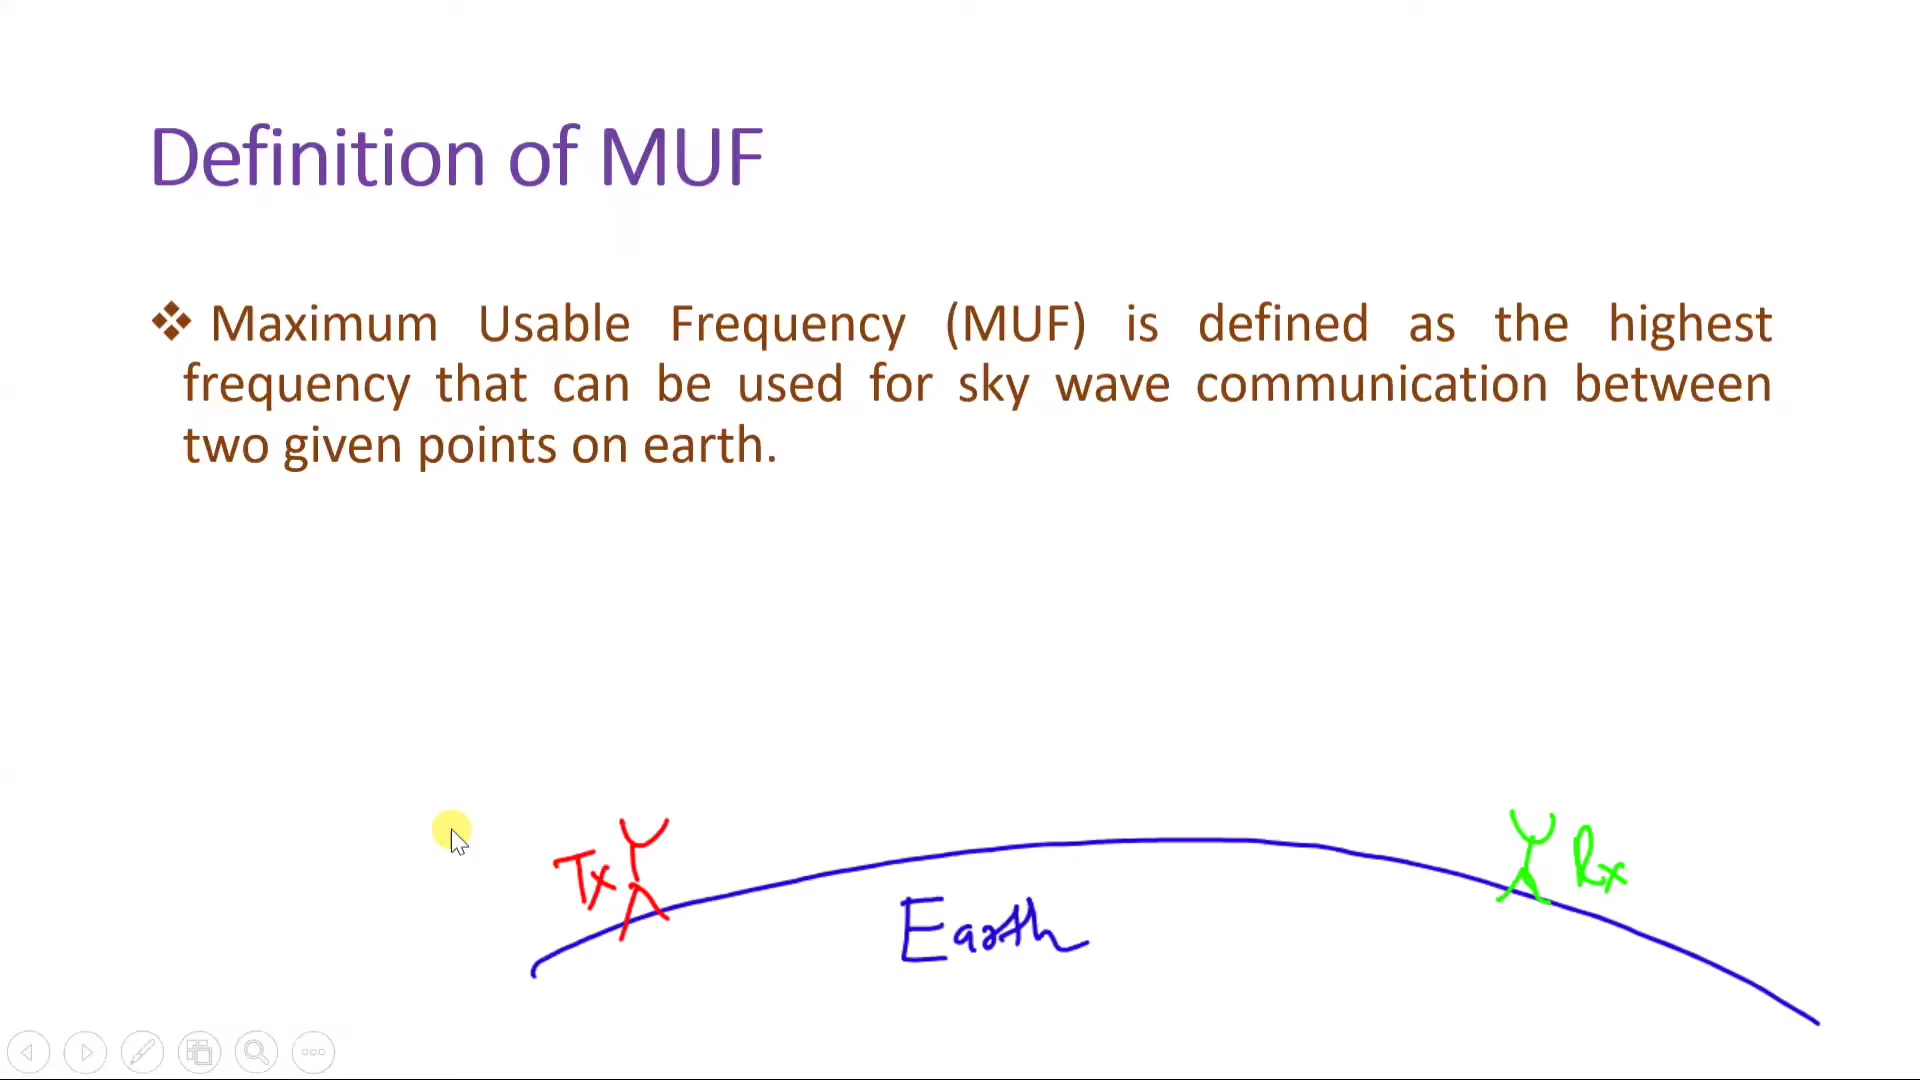 Definition of MUF
❖ Maximum Usable Frequency (MUF) is defined as the highest
frequency that can be used for sky wave communication between
two given points on earth.
Tx
Rx
Earth